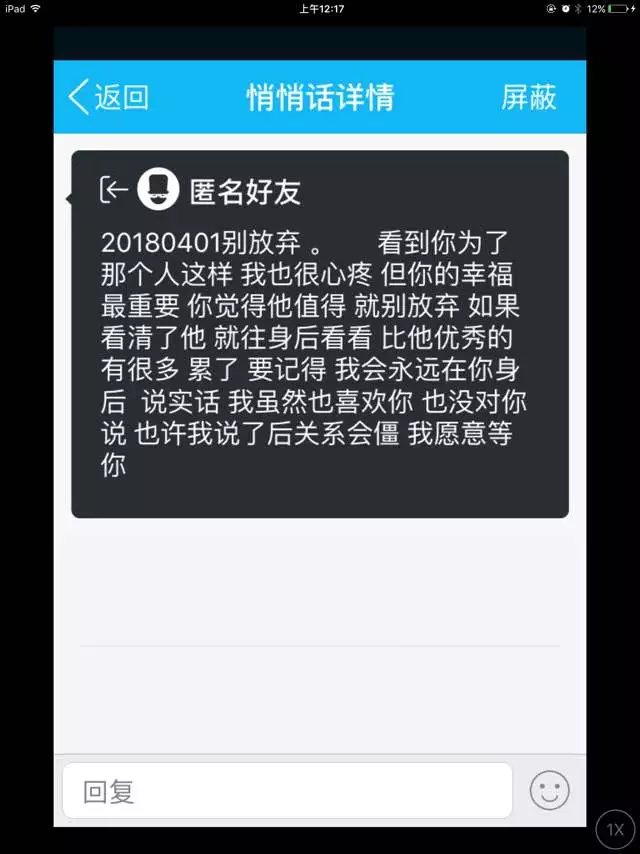 iPad
上午12:17
12%
返回
悄悄话详情
屏蔽
匿名好友
20180401别放弃 。 看到你为了
那个人这样 我也很心疼 但你的幸福
最重要 你觉得他值得 就别放弃 如果
看清了他 就往身后看看 比他优秀的
有很多 累了 要记得 我会永远在你身
后 说实话 我虽然也喜欢你 也没对你
说 也许我说了后关系会僵 我愿意等
你
回复
1X